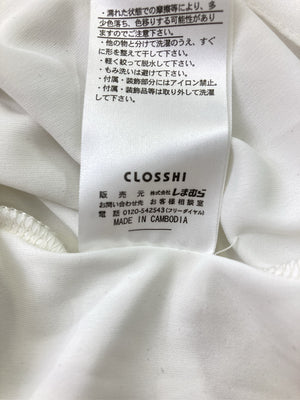 ・濡れた状態での摩擦等により、多
少色落ち、色移りする可能性があり
ますのでご注意下さい。
・他の物と分けて洗濯のうえ、すぐ
に形を整えて干して下さい。
・軽く絞って脱水して下さい。
・もみ洗いは避けて下さい。
・付属・装飾部分にはアイロン禁止。
・付属・装飾品等は取り外して洗濯
して下さい。
CLOSSHI
販売元 株式会社しまむら
お問い合わせ先 お客様相談室
電話 0120-542543(フリーダイヤル)
MADE IN CAMBODIA